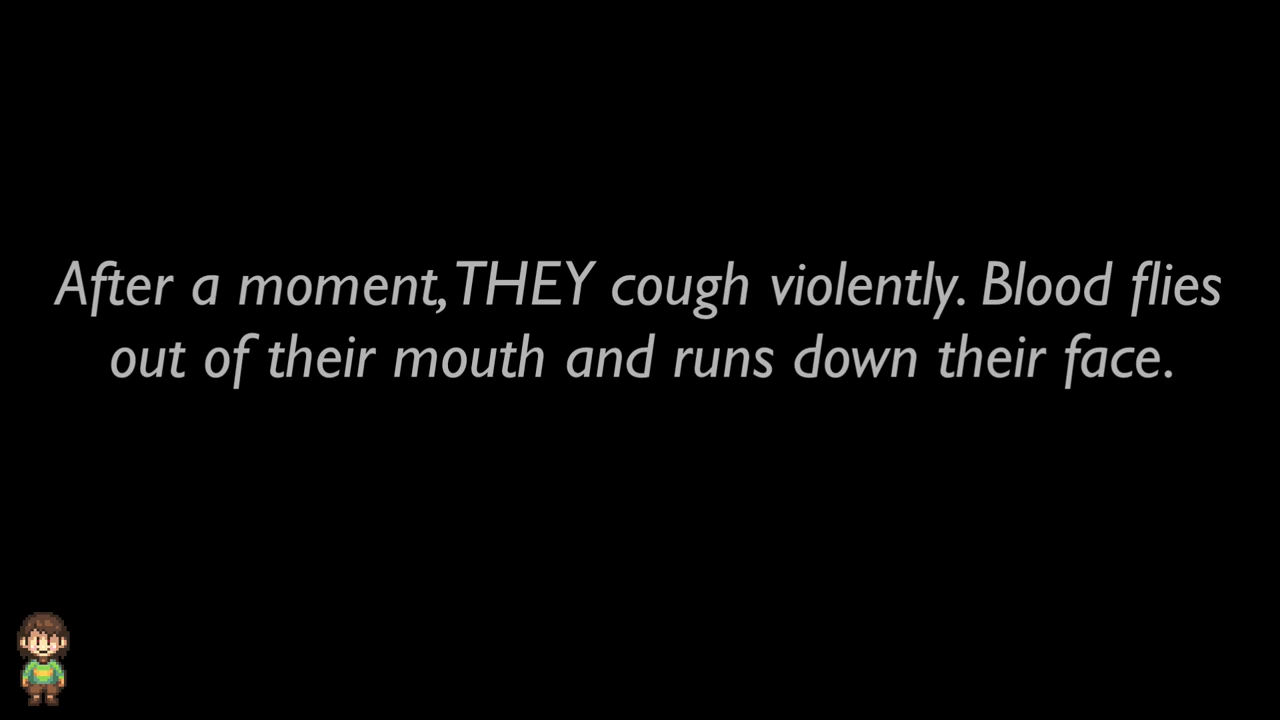 After a moment, THEY cough violently. Blood flies
out of their mouth and runs down their face.